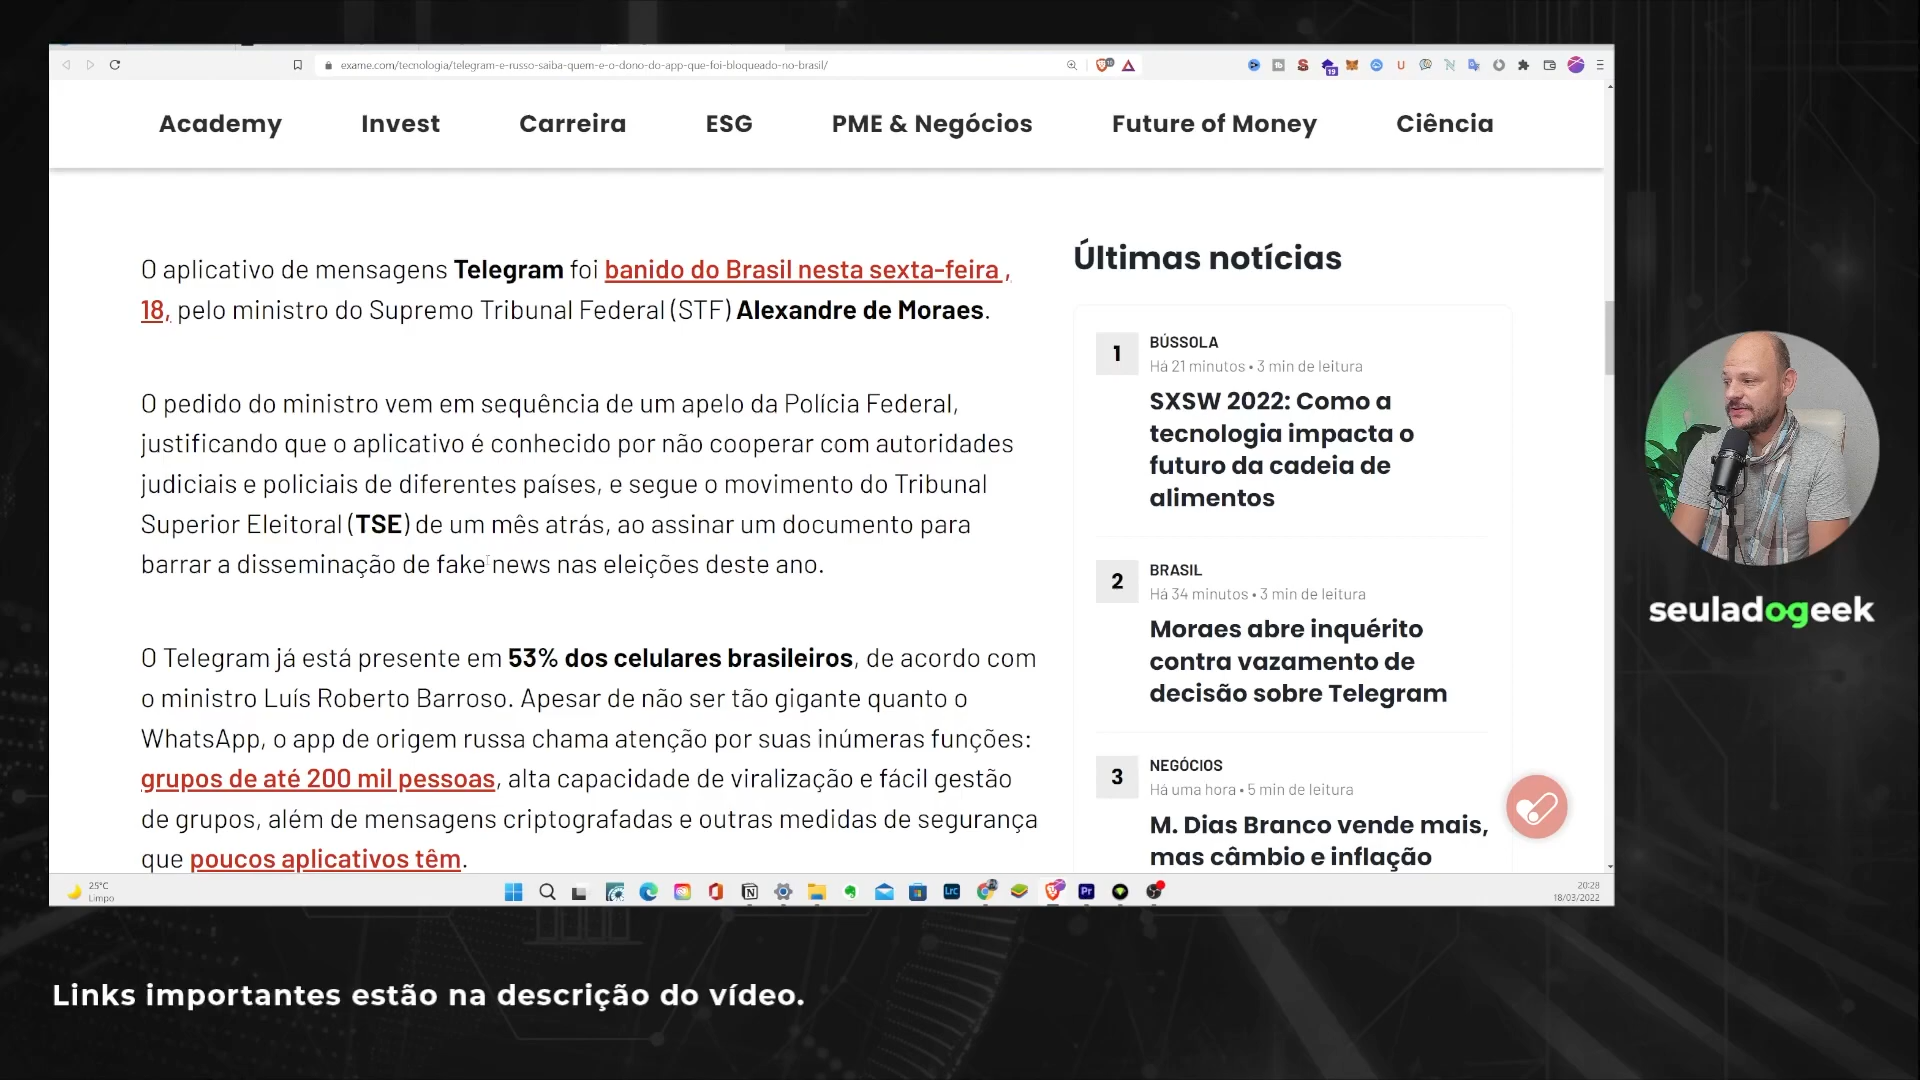 exame.com/tecnologia/telegram-e-russo-saiba-quem-e-o-dono-do-app-que-foi-bloqueado-no-brasil/
Academy Invest Carreira ESG PME & Negócios Future of Money Ciência
O aplicativo de mensagens Telegram foi banido do Brasil nesta sexta-feira ,
18, pelo ministro do Supremo Tribunal Federal (STF) Alexandre de Moraes.
O pedido do ministro vem em sequência de um apelo da Polícia Federal,
justificando que o aplicativo é conhecido por não cooperar com autoridades
judiciais e policiais de diferentes países, e segue o movimento do Tribunal
Superior Eleitoral (TSE) de um mês atrás, ao assinar um documento para
barrar a disseminação de fake news nas eleições deste ano.
O Telegram já está presente em 53% dos celulares brasileiros, de acordo com
o ministro Luís Roberto Barroso. Apesar de não ser tão gigante quanto o
WhatsApp, o app de origem russa chama atenção por suas inúmeras funções:
grupos de até 200 mil pessoas, alta capacidade de viralização e fácil gestão
de grupos, além de mensagens criptografadas e outras medidas de segurança
que poucos aplicativos têm.
Últimas notícias
1
BÚSSOLA
Há 21 minutos • 3 min de leitura
SXSW 2022: Como a
tecnologia impacta o
futuro da cadeia de
alimentos
2
BRASIL
Há 34 minutos • 3 min de leitura
Moraes abre inquérito
contra vazamento de
decisão sobre Telegram
3
NEGÓCIOS
Há uma hora • 5 min de leitura
M. Dias Branco vende mais,
mas câmbio e inflação
25°C
Limpo
20:28
18/03/2022
seuladogeek
Links importantes estão na descrição do vídeo.